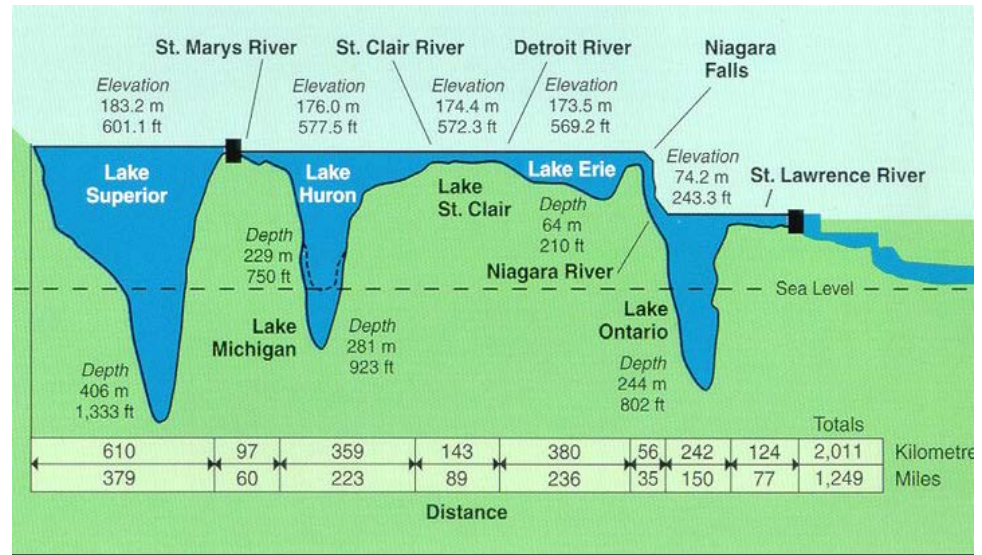 St. Marys River
St. Clair River
Detroit River
Niagara
Falls
Elevation
183.2 m
601.1 ft
Elevation
176.0 m
577.5 ft
Elevation
174.4 m
572.3 ft
Elevation
173.5 m
569.2 ft
Elevation
74.2 m
243.3 ft
St. Lawrence River
Lake
Superior
Lake
Huron
Lake
St. Clair
Lake Erie
Depth
64 m
210 ft
Depth
229 m
750 ft
Niagara River
Sea Level
Lake
Michigan
Depth
281 m
923 ft
Lake
Ontario
Depth
406 m
1,333 ft
Depth
244 m
802 ft
Totals
610 97 359 143 380 56 242 124 2,011 Kilometre
379 60 223 89 236 35 150 77 1,249 Miles
Distance